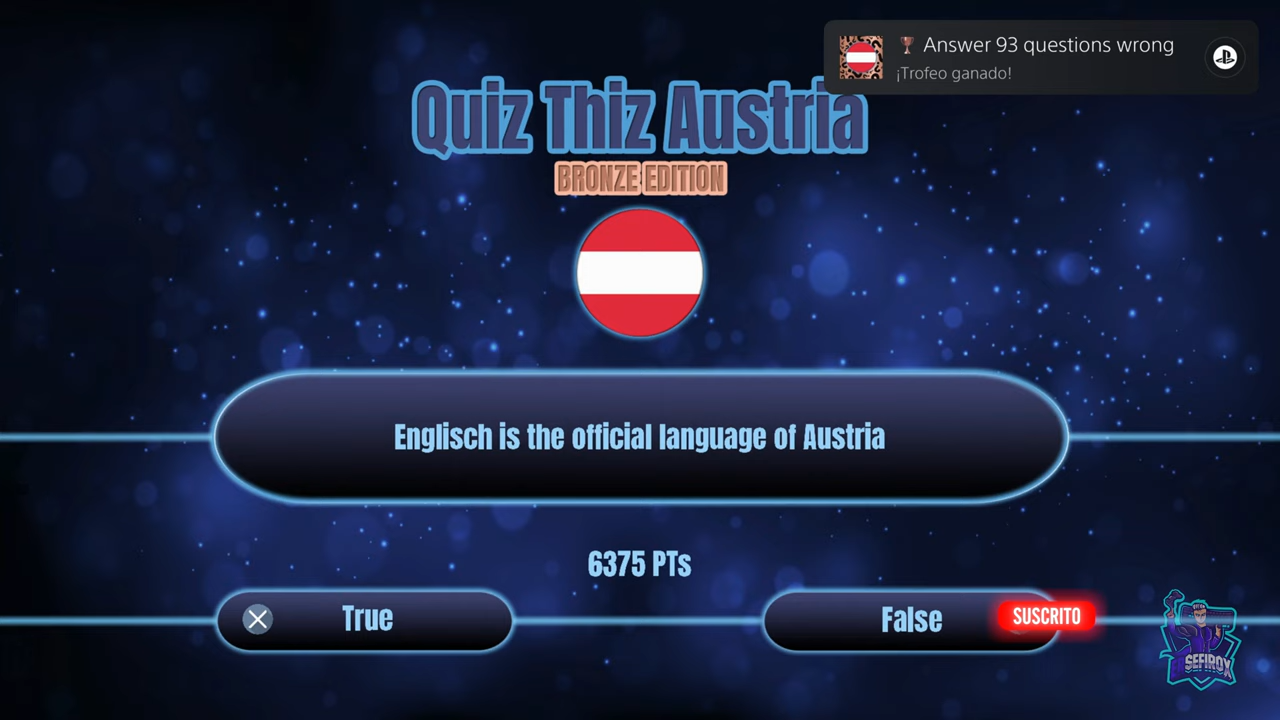 Answer 93 questions wrong
¡Trofeo ganado!
Quiz Thiz Austria
BRONZE EDITION
Englisch is the official language of Austria
6375 PTs
True
False
SUSCRITO
SEFIROX